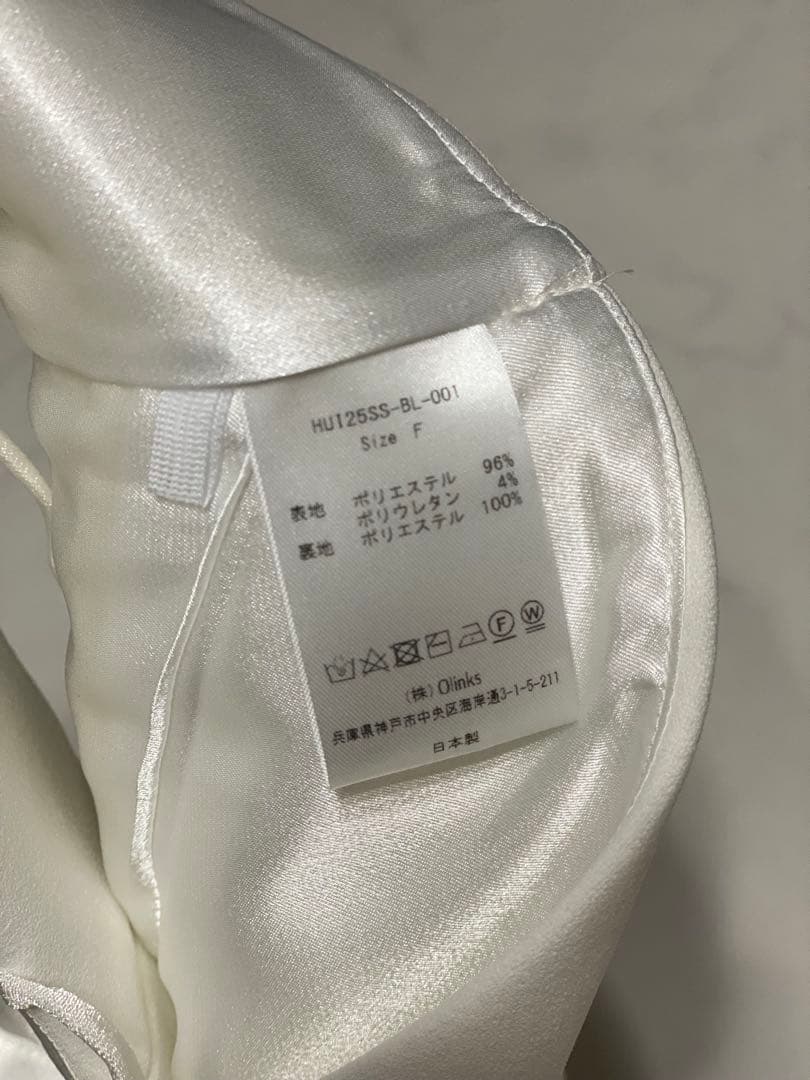 HU125SS-BL-001
Size F
表地 ポリエステル 96%
ポリウレタン 4%
裏地 ポリエステル 100%
F W
(株) Olinks
兵庫県神戸市中央区海岸通3-1-5-211
日本製